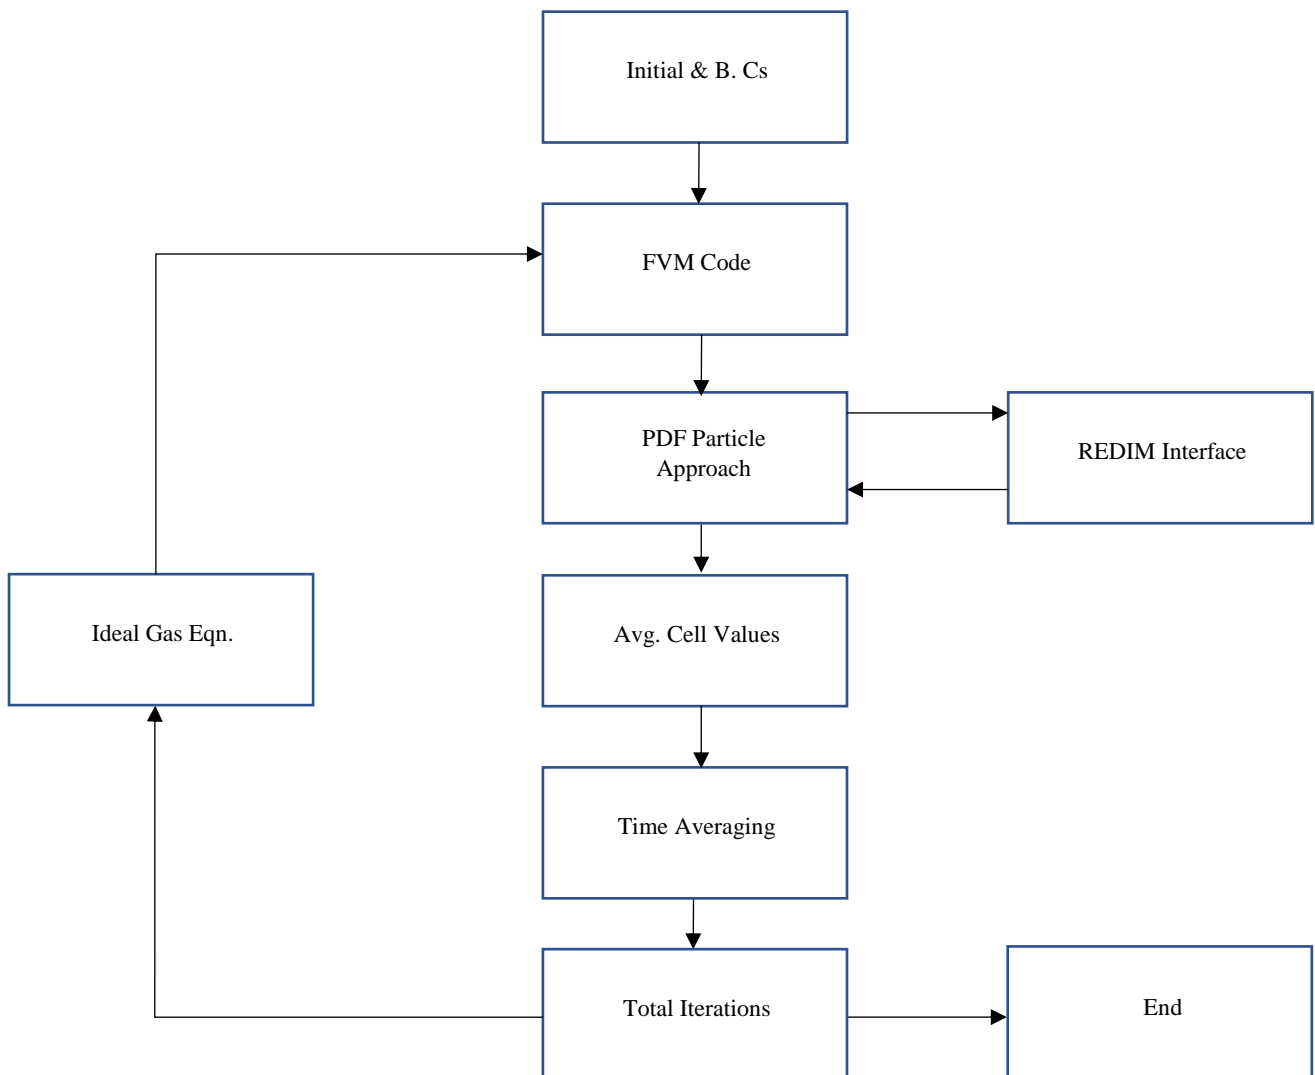 Initial & B. Cs
FVM Code
PDF Particle
Approach
REDIM Interface
Ideal Gas Eqn.
Avg. Cell Values
Time Averaging
Total Iterations
End